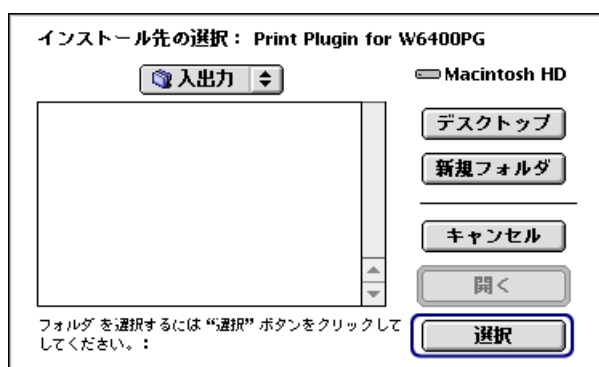 インストール先の選択： Print Plugin for W6400PG
入出力
Macintosh HD
デスクトップ
新規フォルダ
キャンセル
開く
フォルダ を選択するには “選択” ボタンをクリックして
してください。：
選択